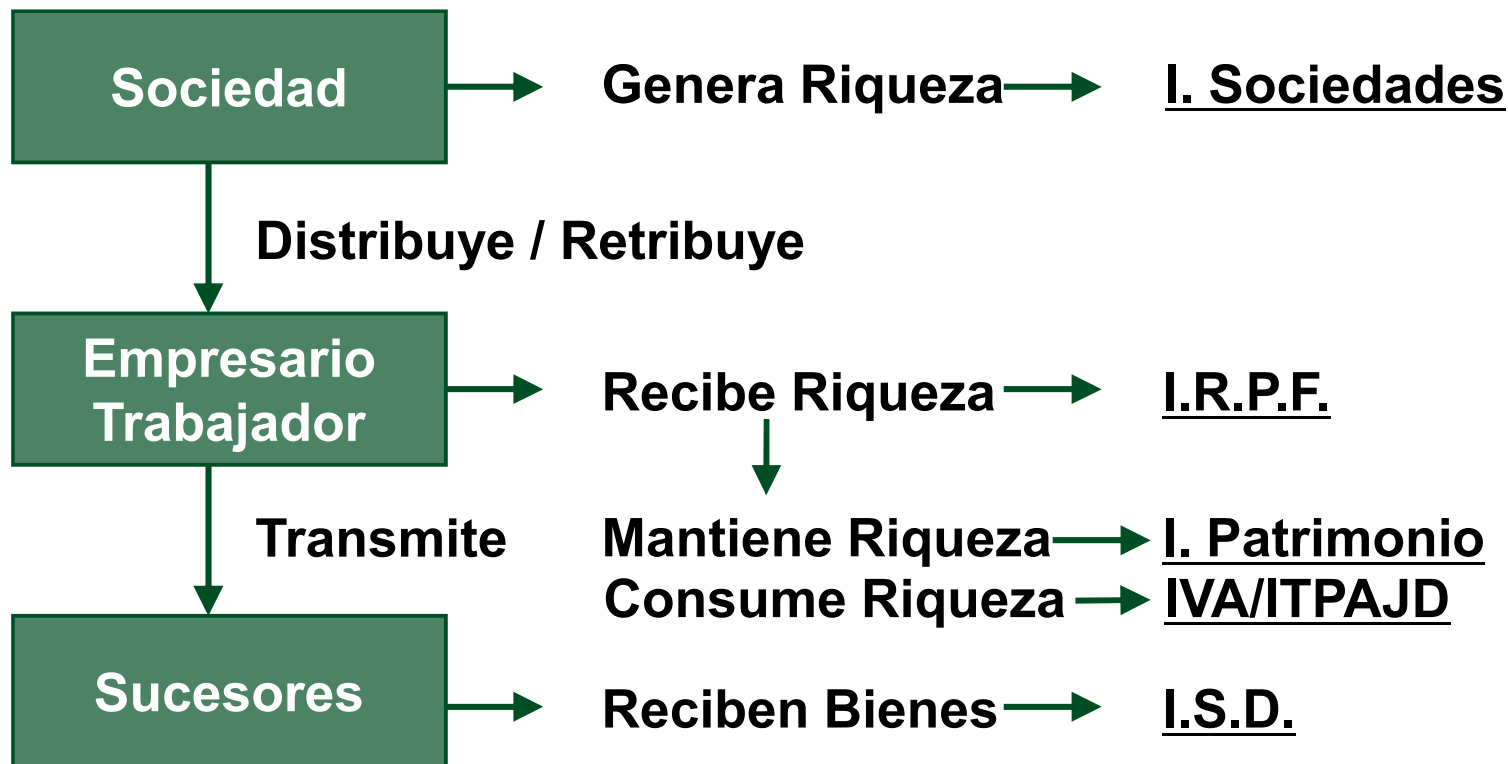 Sociedad
Genera Riqueza
I. Sociedades
Distribuye / Retribuye
Empresario
Trabajador
Recibe Riqueza
I.R.P.F.
Transmite
Mantiene Riqueza
I. Patrimonio
Consume Riqueza
IVA/ITPAJD
Sucesores
Reciben Bienes
I.S.D.